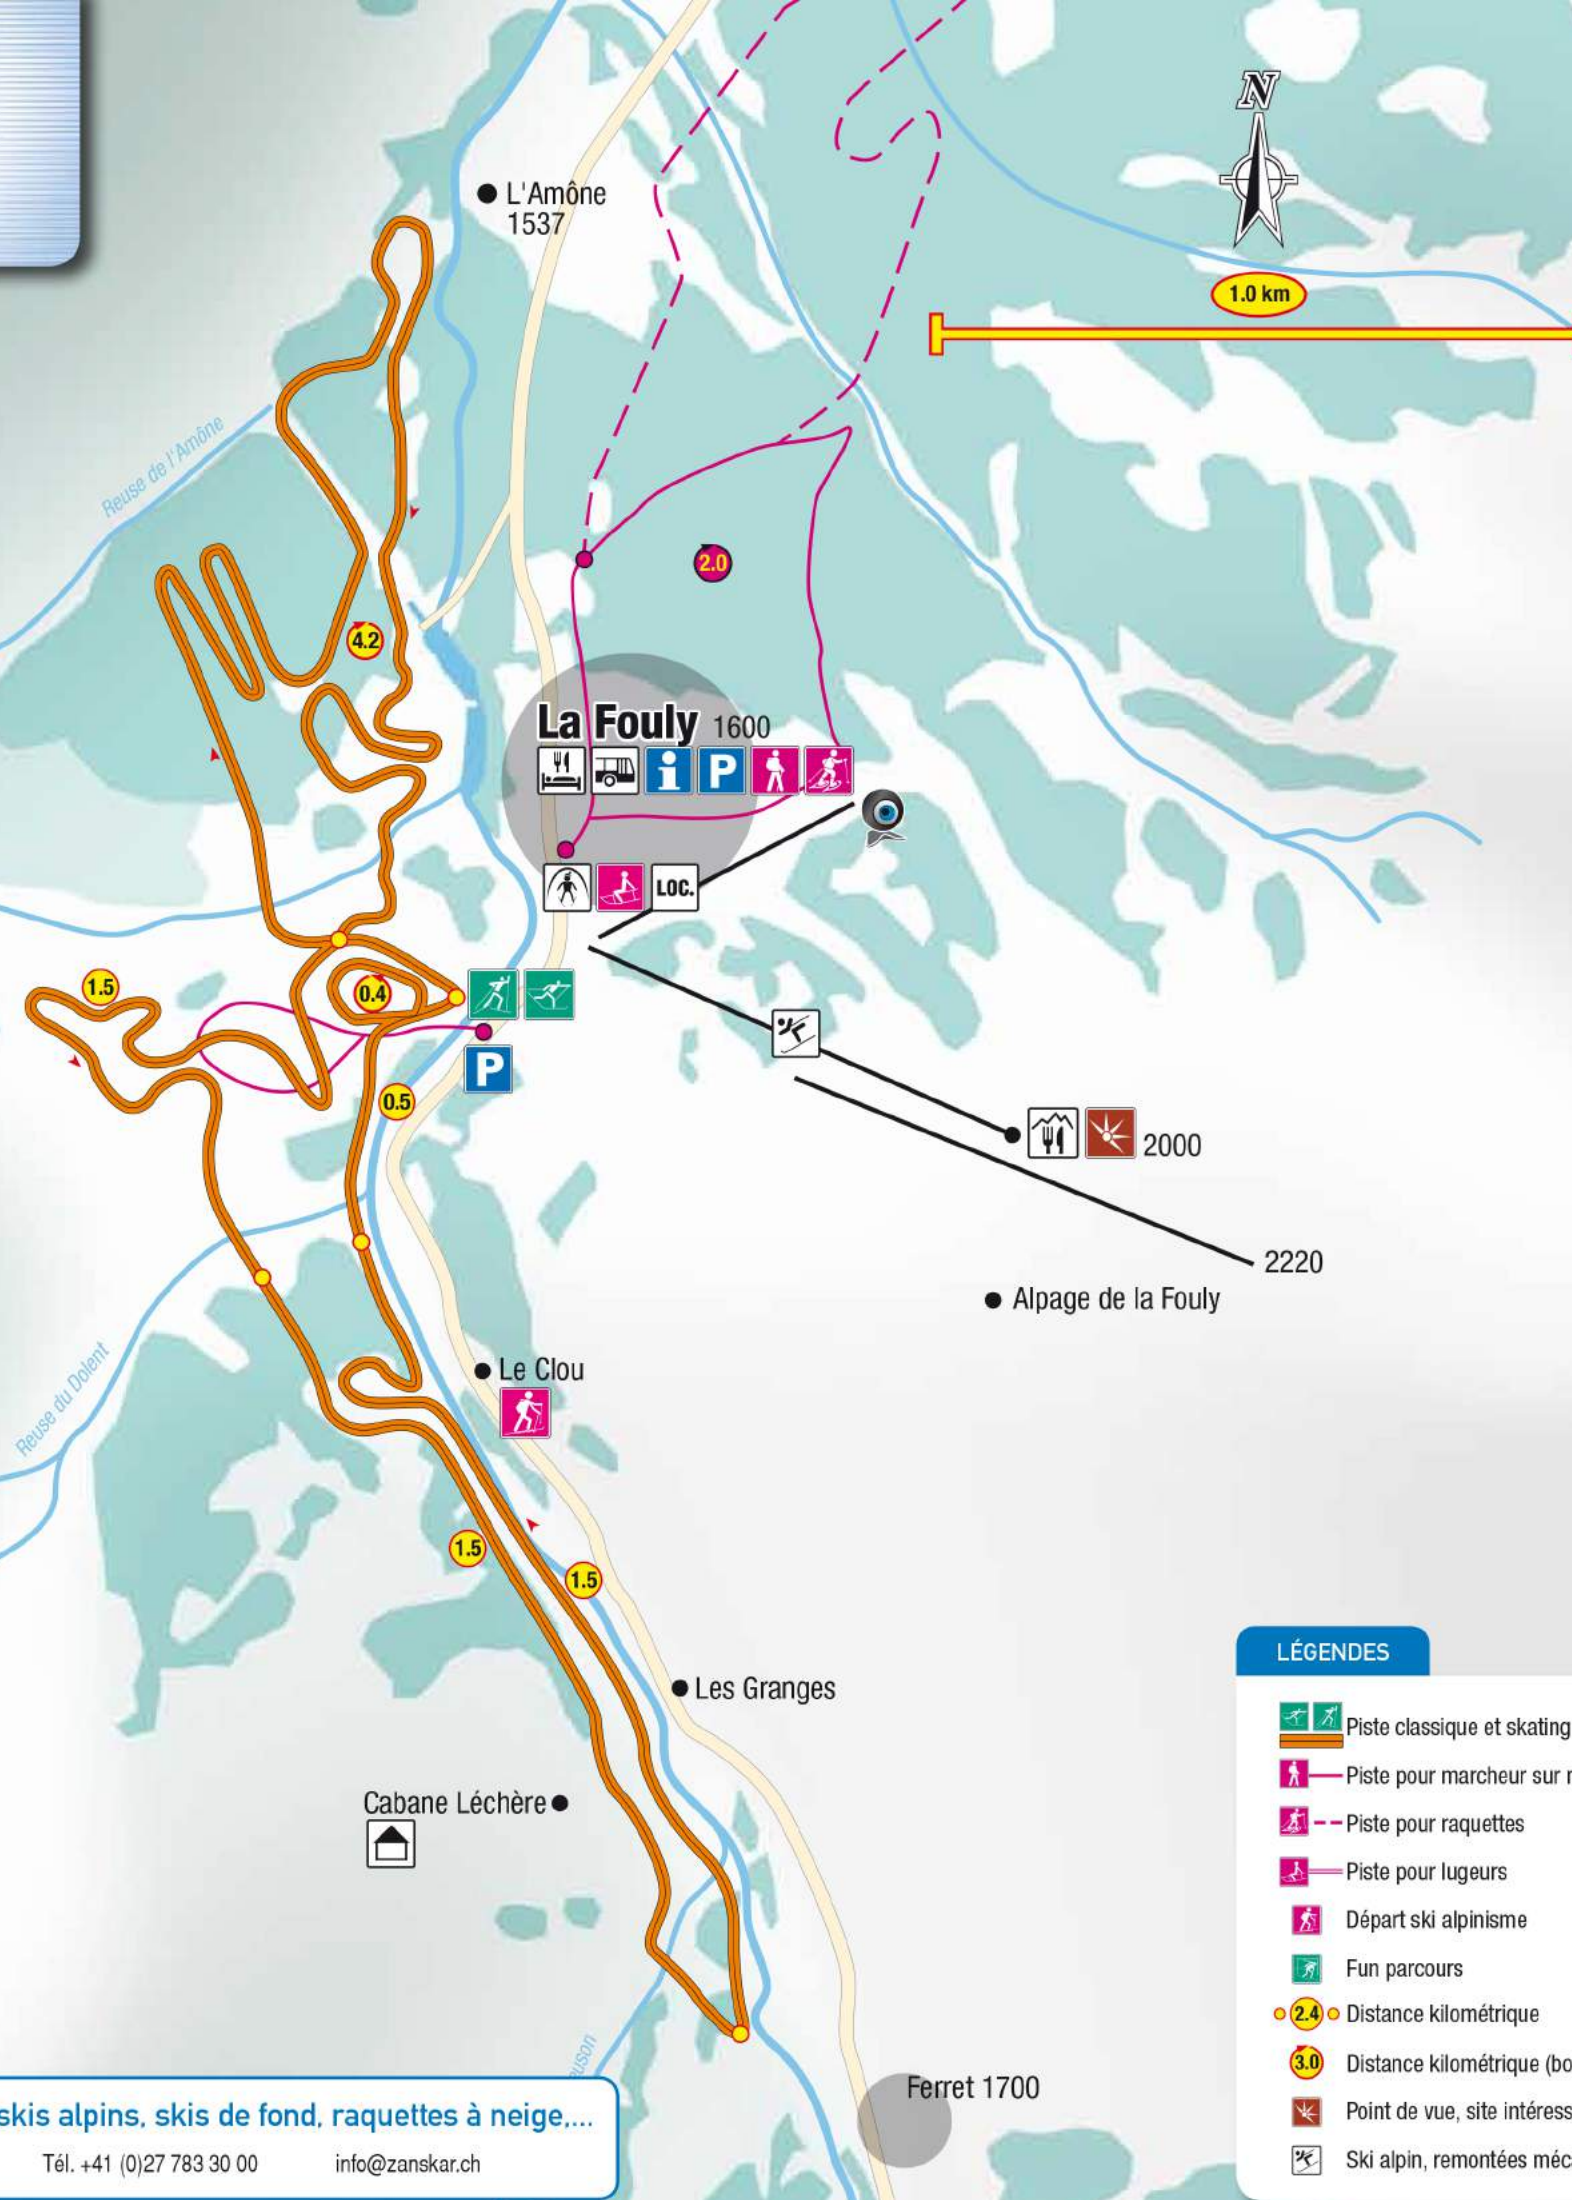 N
L'Amône
1537
1.0 km
Reuse de l'Amône
2.0
4.2
La Fouly 1600
i P
LOC.
1.5
0.4
P
0.5
2000
2220
Alpage de la Fouly
Le Clou
Reuse du Dolent
1.5
1.5
Les Granges
Cabane Léchère
Ferret 1700
LÉGENDES
Piste classique et skating
Piste pour marcheur sur
Piste pour raquettes
Piste pour lugeurs
Départ ski alpinisme
Fun parcours
2.4 Distance kilométrique
3.0 Distance kilométrique
Point de vue, site
Ski alpin, remontées
skis alpins, skis de fond, raquettes à neige,...
Tél. +41 (0)27 783 30 00 info@zanskar.ch